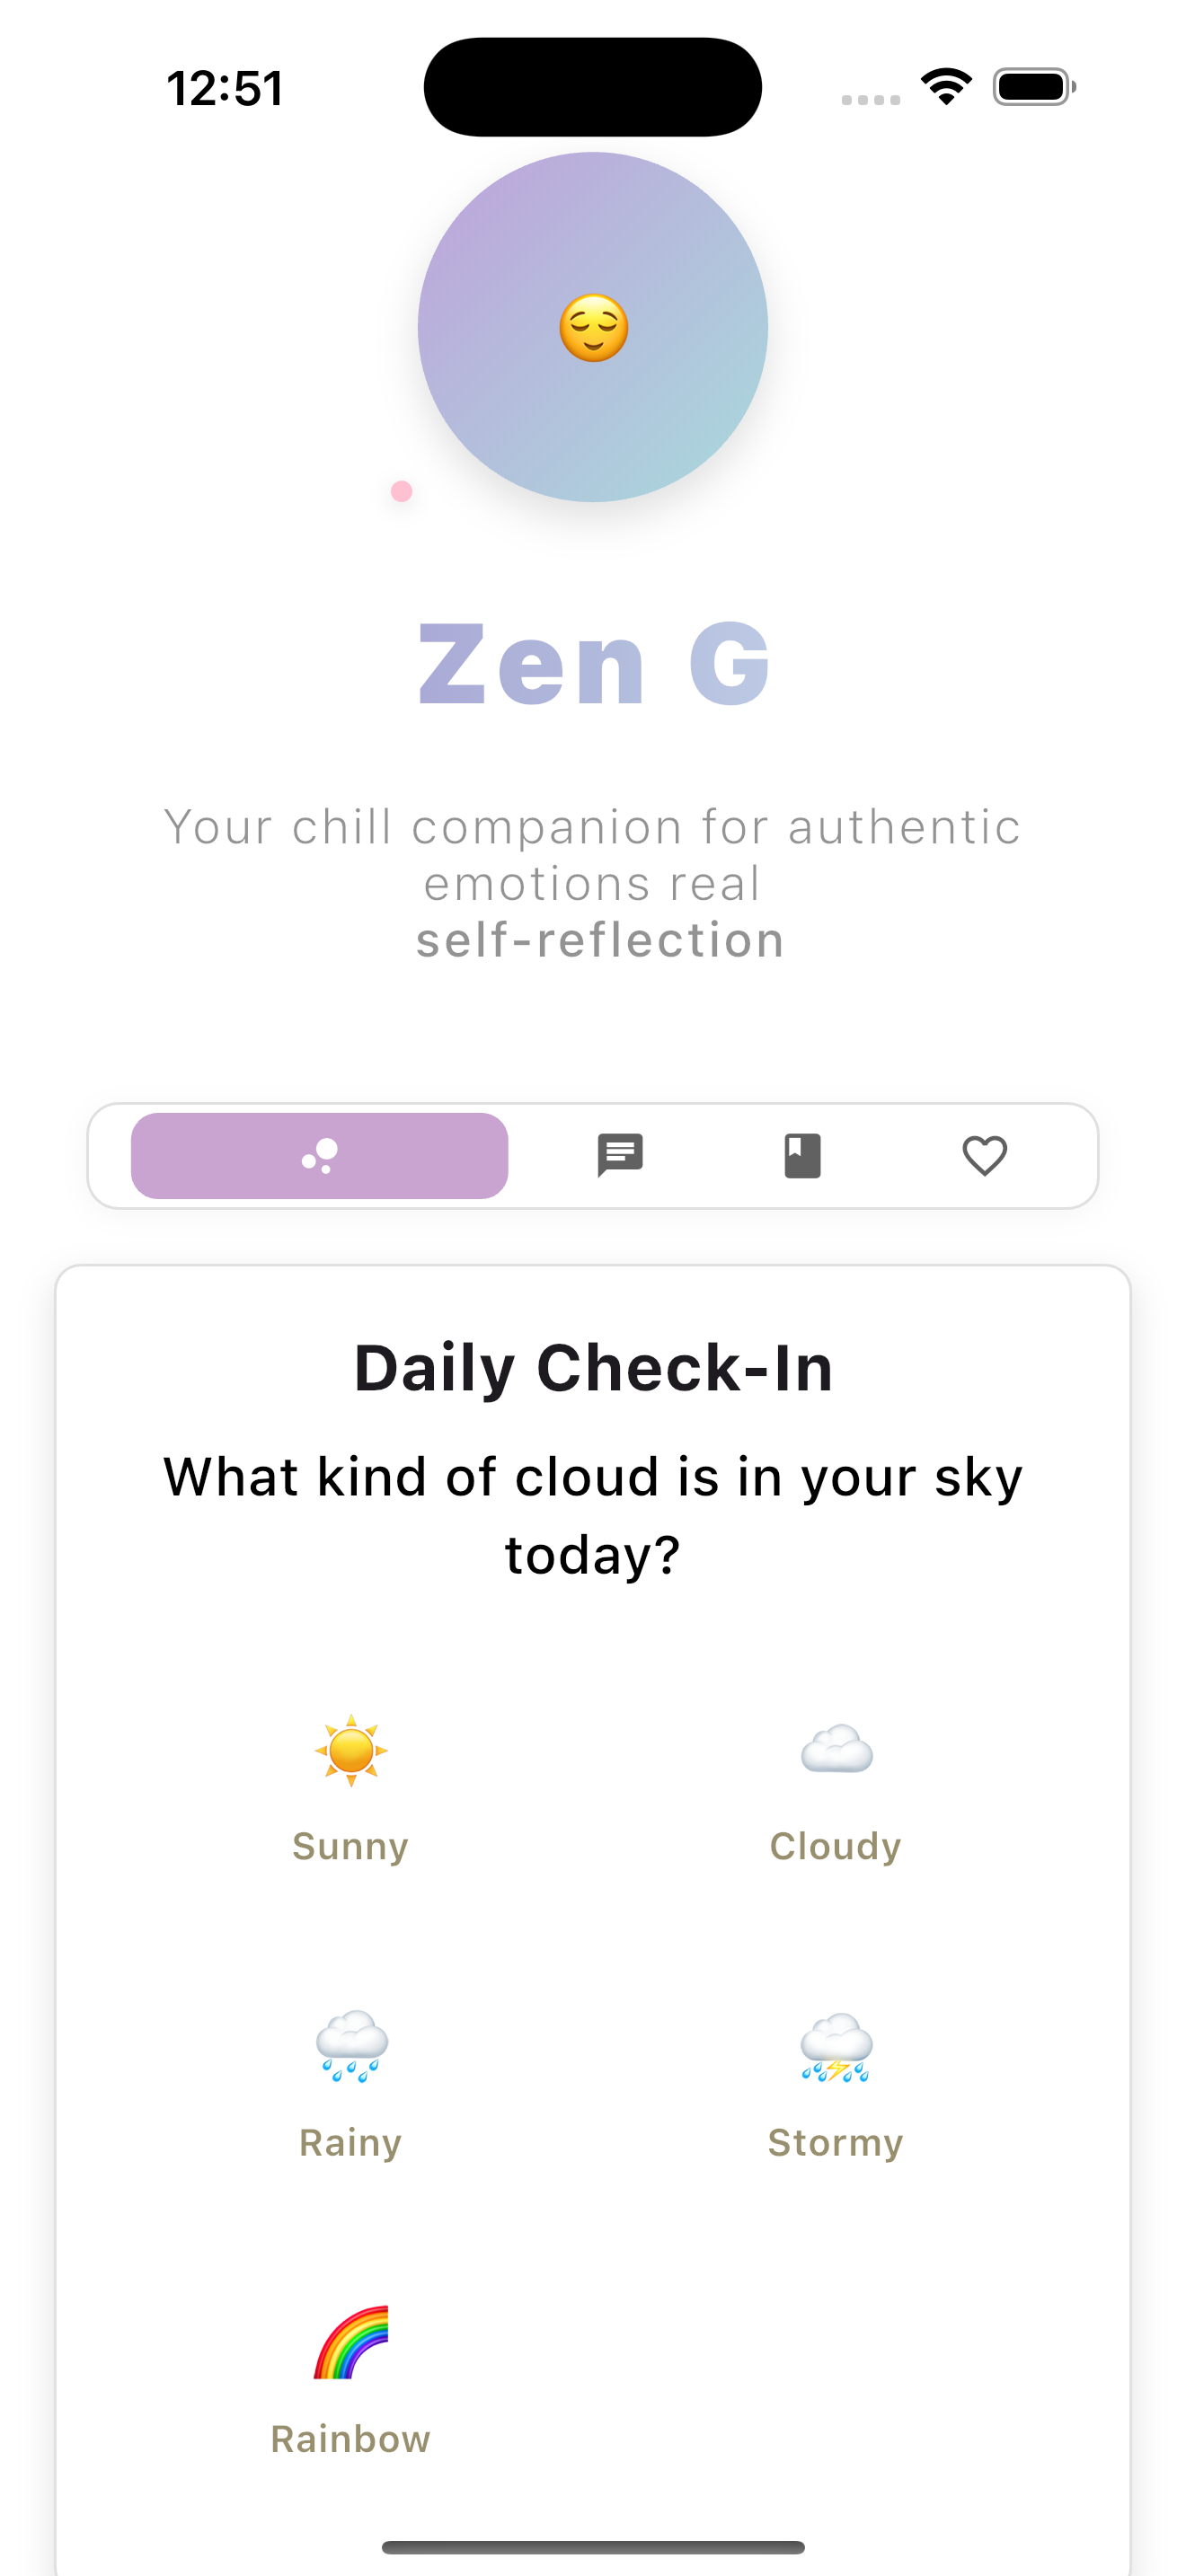 12:51
Zen G
Your chill companion for authentic
emotions real
self-reflection
Daily Check-In
What kind of cloud is in your sky
today?
Sunny
Cloudy
Rainy
Stormy
Rainbow